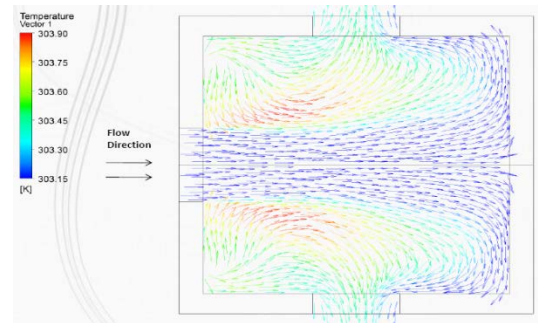 Temperature
Vector 1
303.90
303.75
303.60
303.45
303.30
303.15
[K]
Flow
Direction